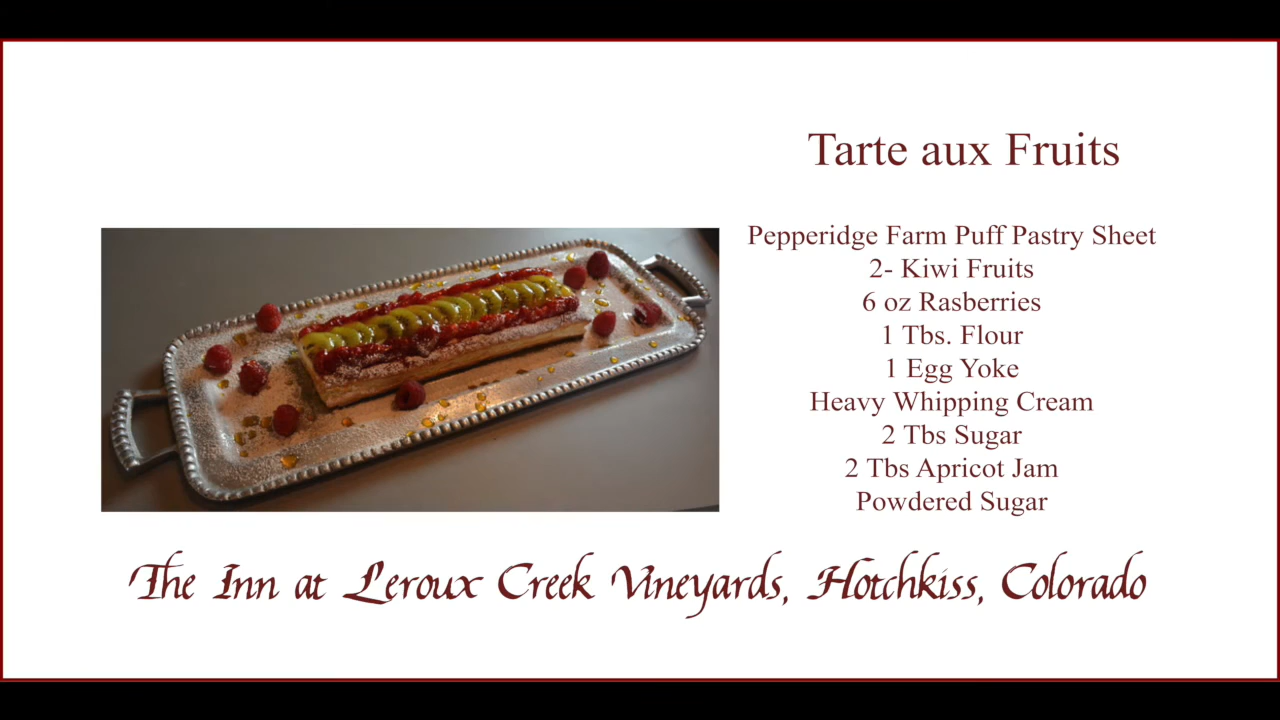 Tarte aux Fruits
Pepperidge Farm Puff Pastry Sheet
2- Kiwi Fruits
6 oz Rasberries
1 Tbs. Flour
1 Egg Yoke
Heavy Whipping Cream
2 Tbs Sugar
2 Tbs Apricot Jam
Powdered Sugar
The Inn at Leroux Creek Vineyards, Hotchkiss, Colorado